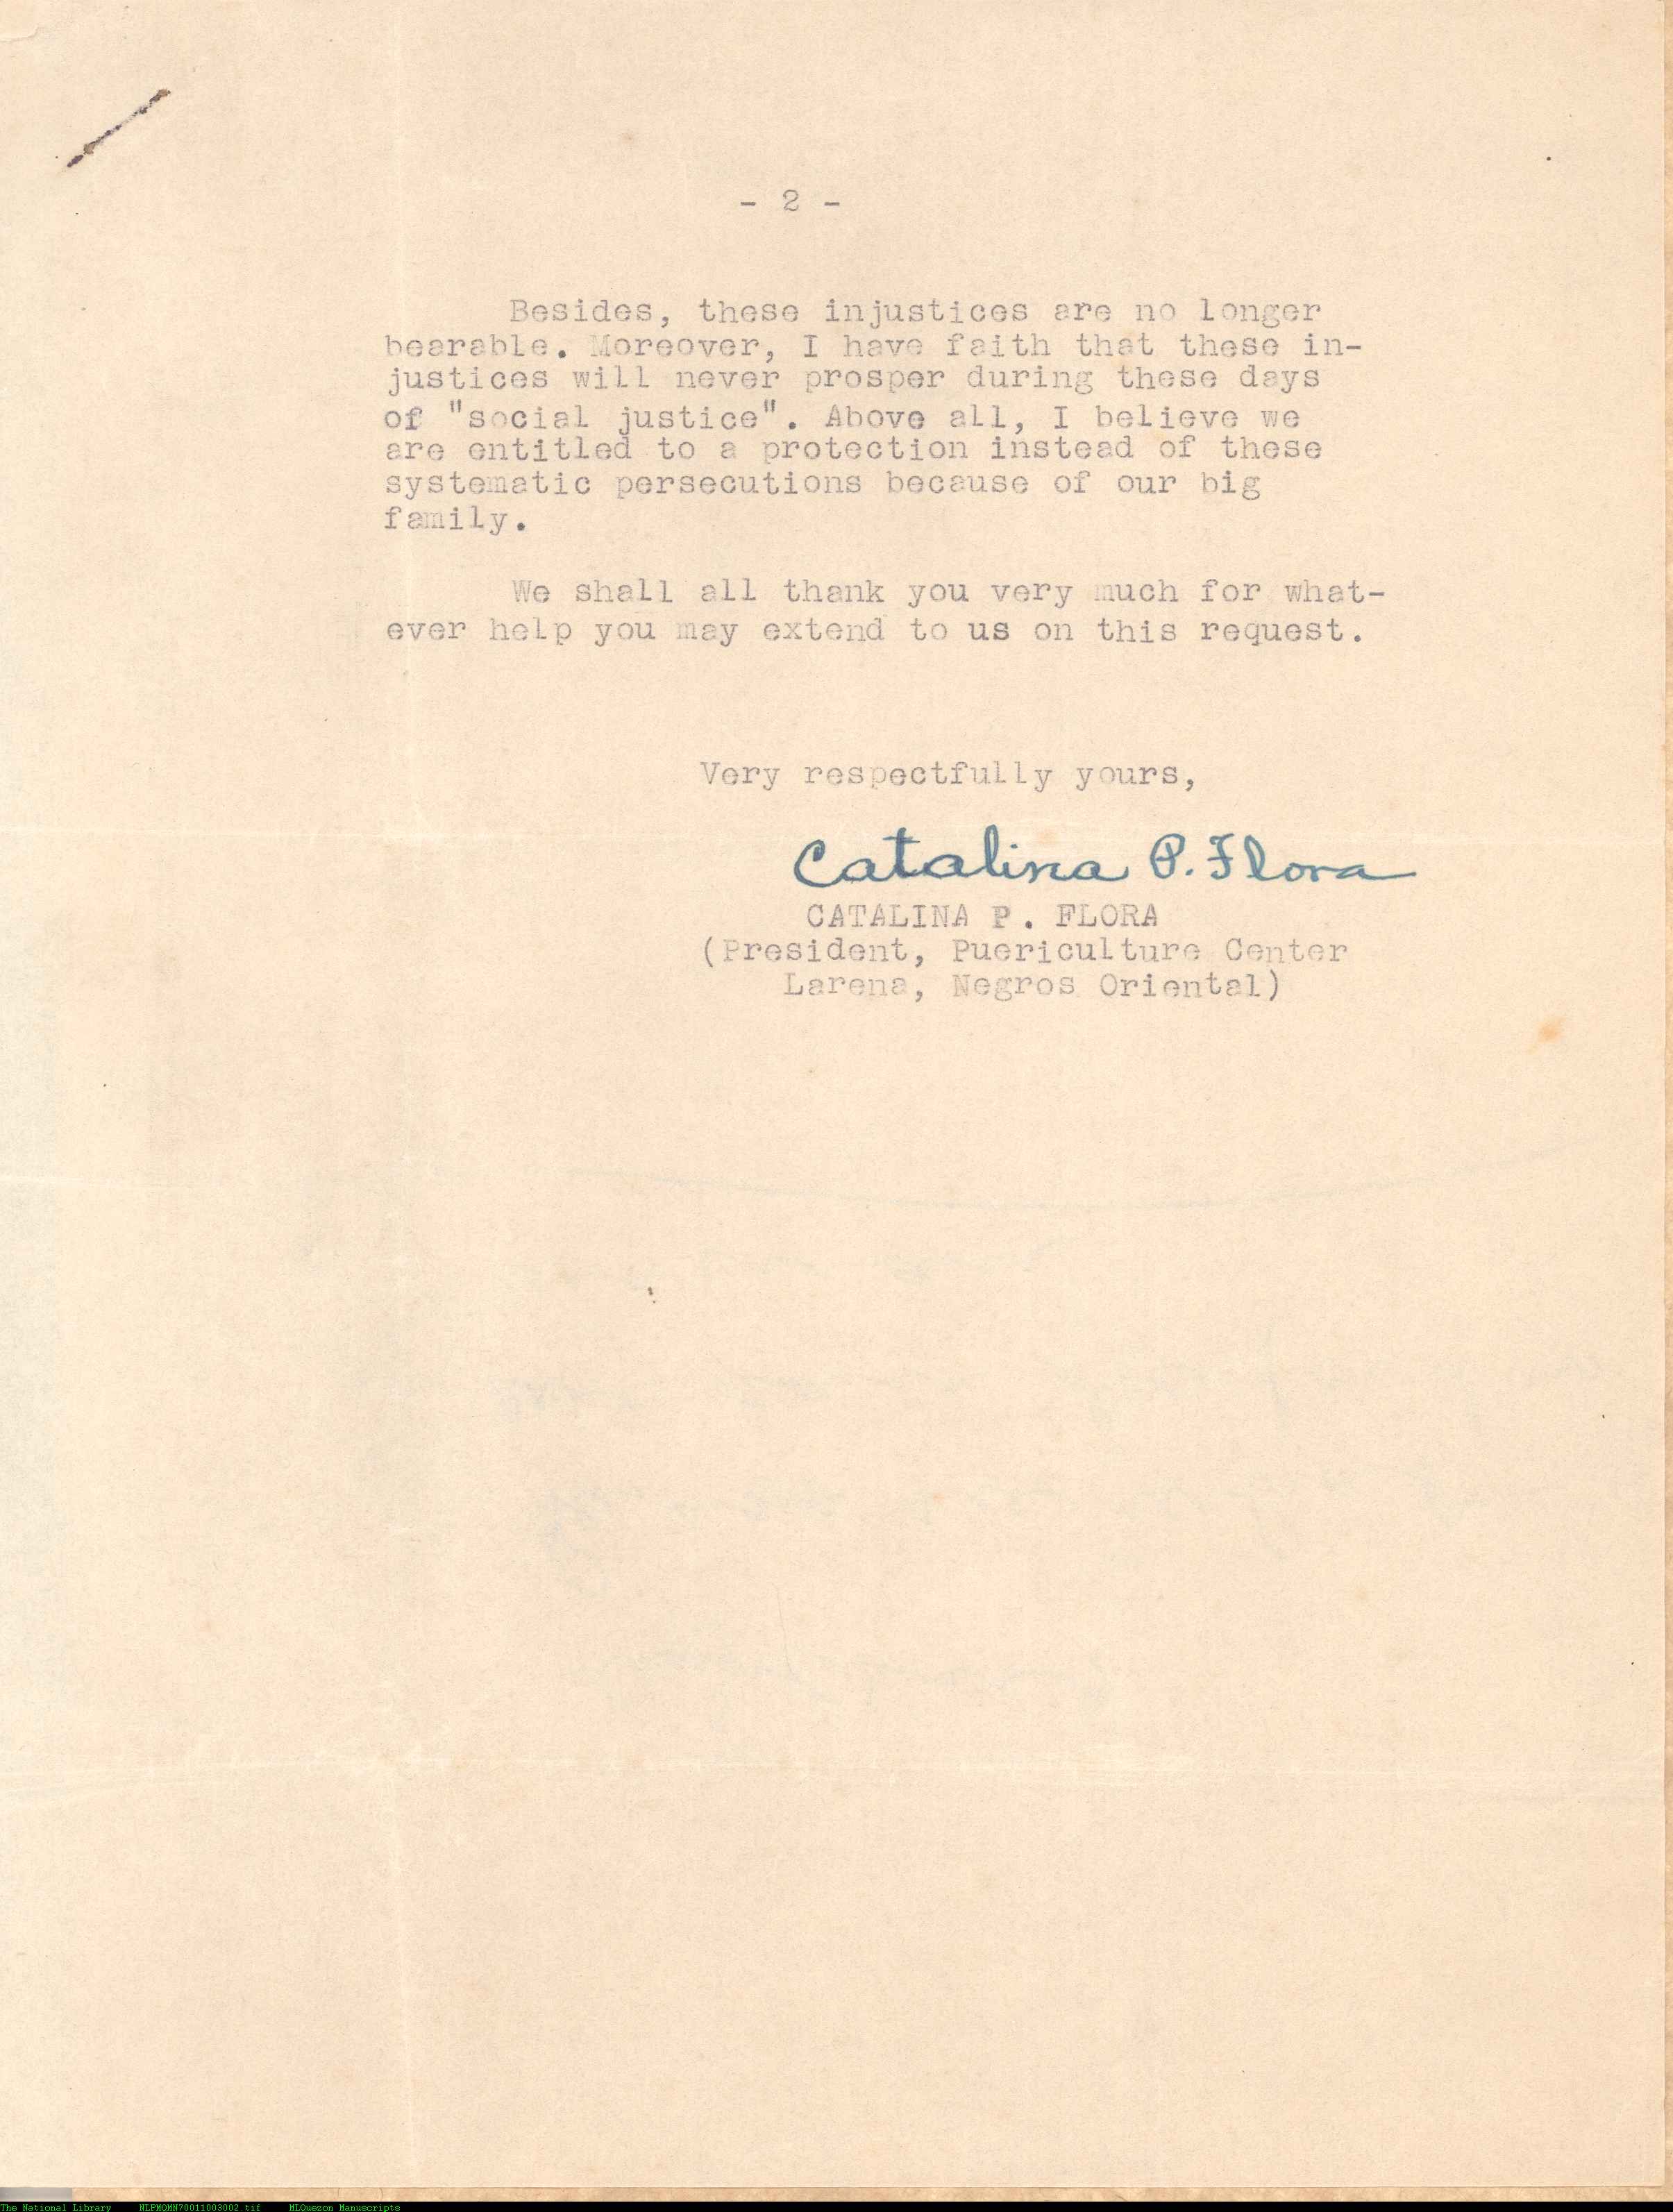 - 2 -
Besides, these injustices are no longer
bearable. Moreover, I have faith that these in-
justices will never prosper during these days
of "social justice". Above all, I believe we
are entitled to a protection instead of these
systematic persecutions because of our big
family.
We shall all thank you very much for what-
ever help you may extend to us on this request.
Very respectfully yours,
Catalina P. Flora
CATALINA P. FLORA
(President, Puericulture Center
Larena, Negros Oriental)
The National Library NLPMQMN70011003002.tif MLQuezon Manuscripts